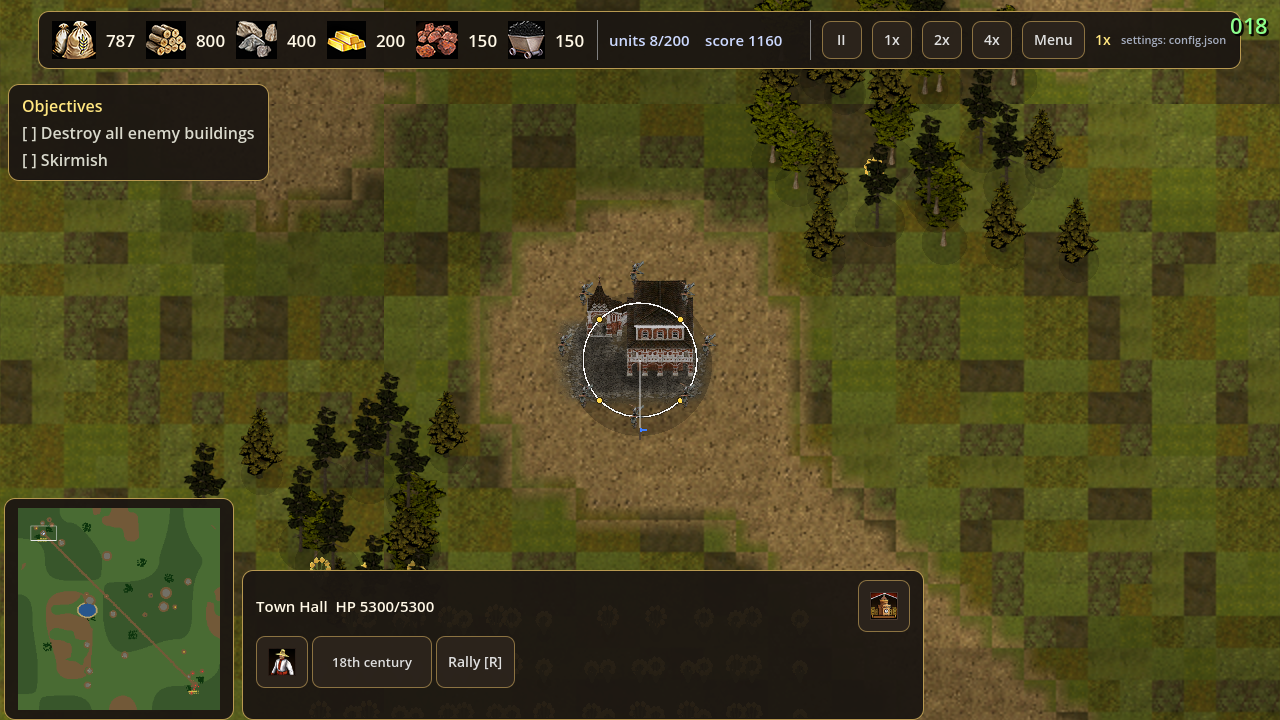 787 800 400 200 150 150 units 8/200 score 1160 II 1x 2x 4x Menu 1x settings: config.json 018
Objectives
[ ] Destroy all enemy buildings
[ ] Skirmish
Town Hall HP 5300/5300
18th century Rally [R]